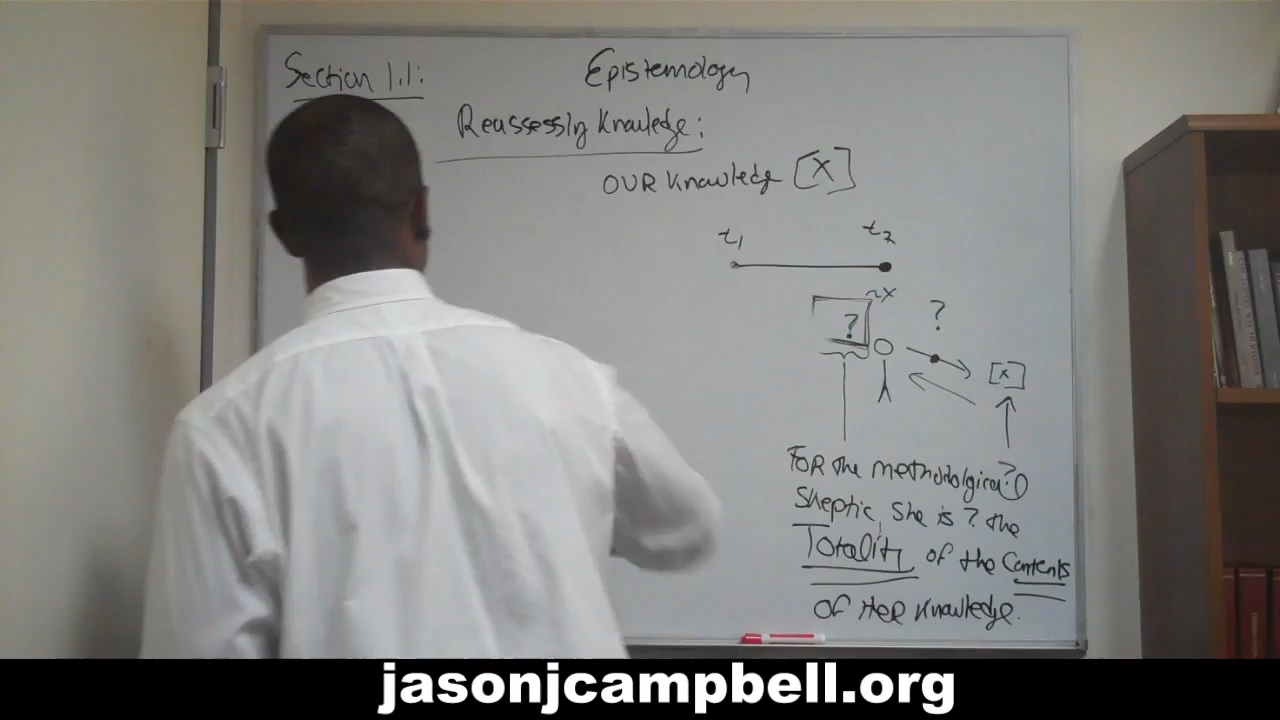 Section 1.1:
Epistemology
Reassessing Knowledge:
OUR Knowledge [X]
t1
t2
~X
?
?
[X]
FOR the methodological ? 1
Skeptic, she is ? the
Totality of the Contents
of HER Knowledge.
jasonjcampbell.org